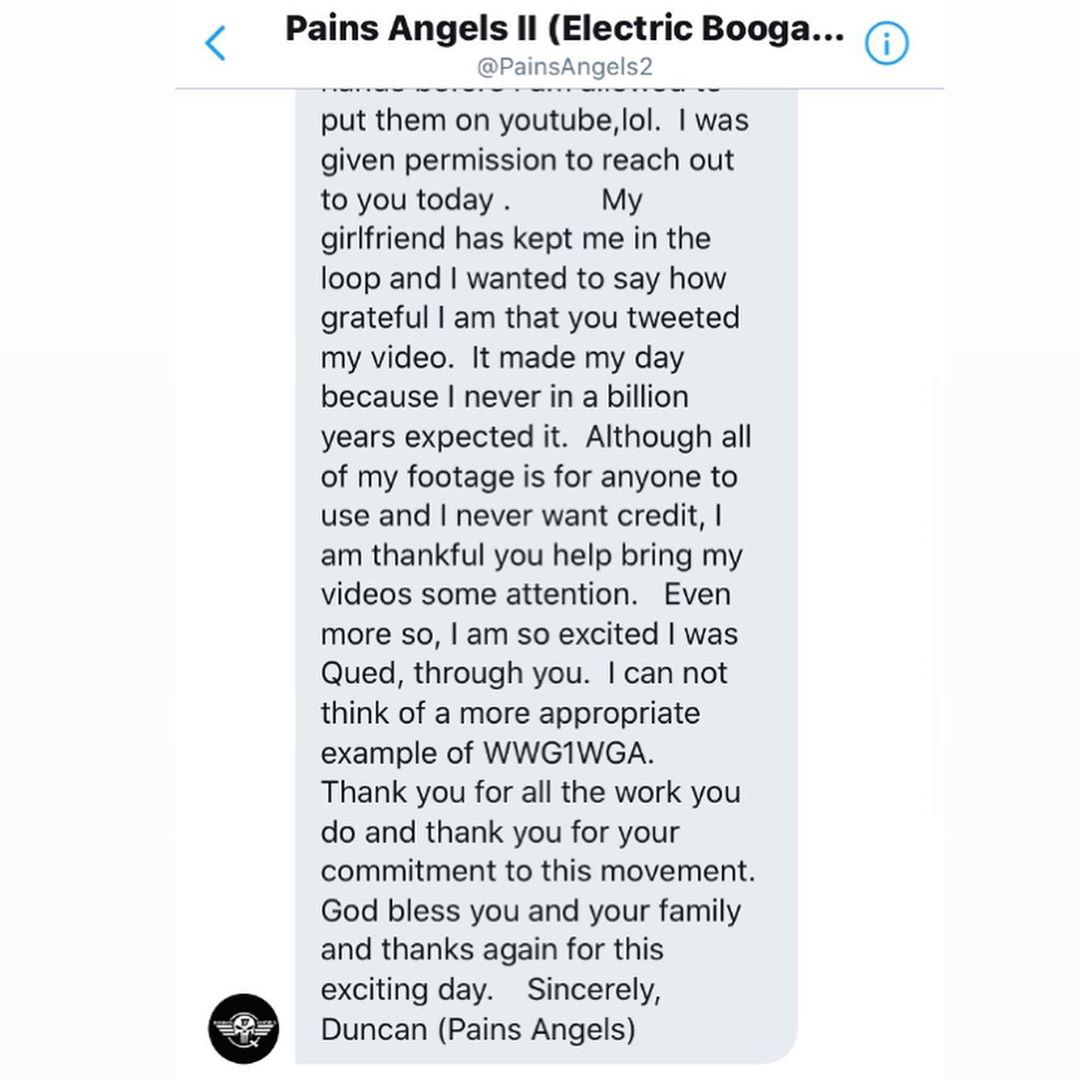 Pains Angels II (Electric Booga...
@PainsAngels2
hands before I am allowed to
put them on youtube,lol.  I was
given permission to reach out
to you today .          My
girlfriend has kept me in the
loop and I wanted to say how
grateful I am that you tweeted
my video.  It made my day
because I never in a billion
years expected it.  Although all
of my footage is for anyone to
use and I never want credit, I
am thankful you help bring my
videos some attention.   Even
more so, I am so excited I was
Qued, through you.  I can not
think of a more appropriate
example of WWG1WGA.
Thank you for all the work you
do and thank you for your
commitment to this movement.
God bless you and your family
and thanks again for this
exciting day.    Sincerely,
Duncan (Pains Angels)